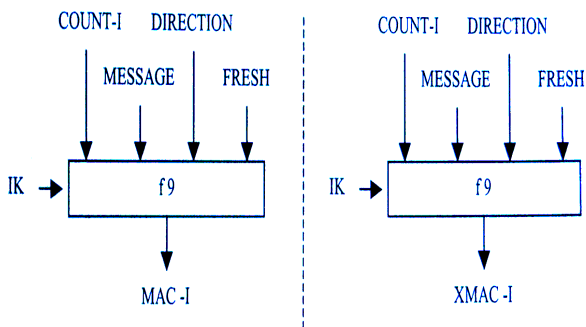 COUNT-I DIRECTION
MESSAGE FRESH
IK f9
MAC -I
COUNT-I DIRECTION
MESSAGE FRESH
IK f9
XMAC -I